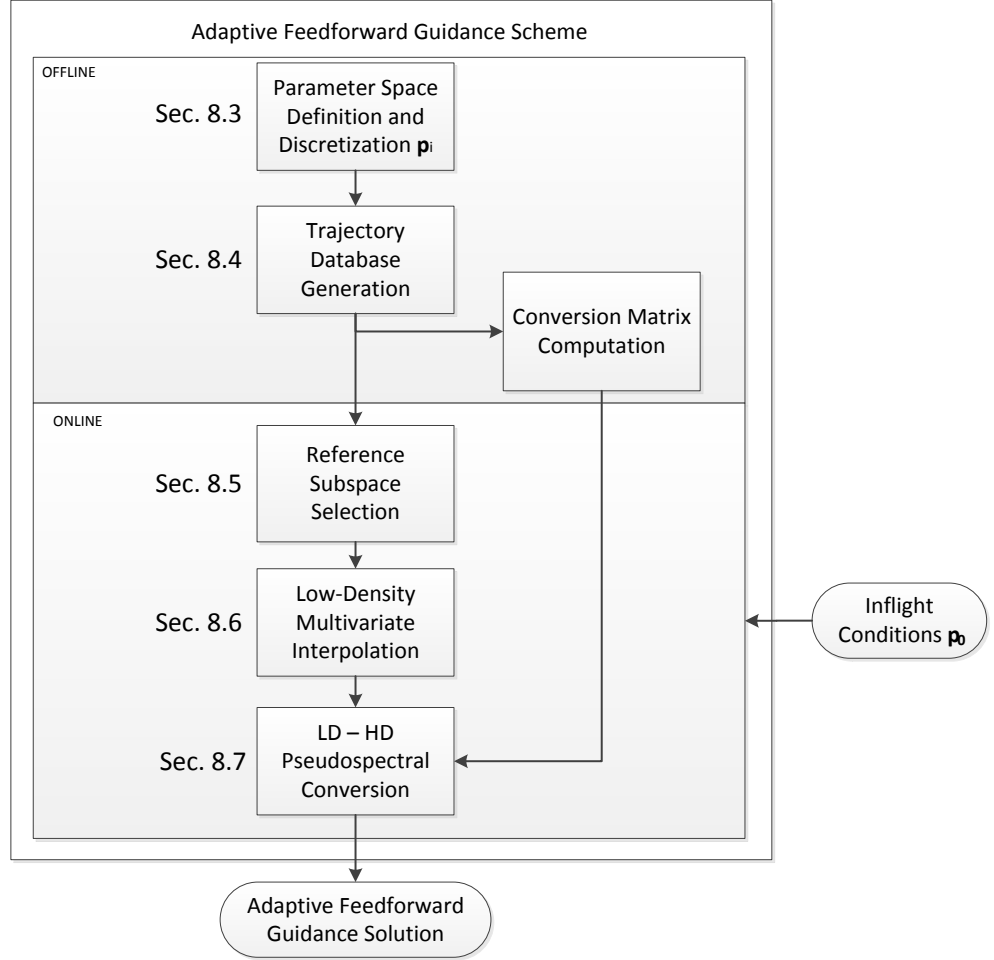 Adaptive Feedforward Guidance Scheme
OFFLINE
Sec. 8.3
Parameter Space
Definition and
Discretization pi
Sec. 8.4
Trajectory
Database
Generation
Conversion Matrix
Computation
ONLINE
Sec. 8.5
Reference
Subspace
Selection
Sec. 8.6
Low-Density
Multivariate
Interpolation
Inflight
Conditions p0
Sec. 8.7
LD – HD
Pseudospectral
Conversion
Adaptive Feedforward
Guidance Solution